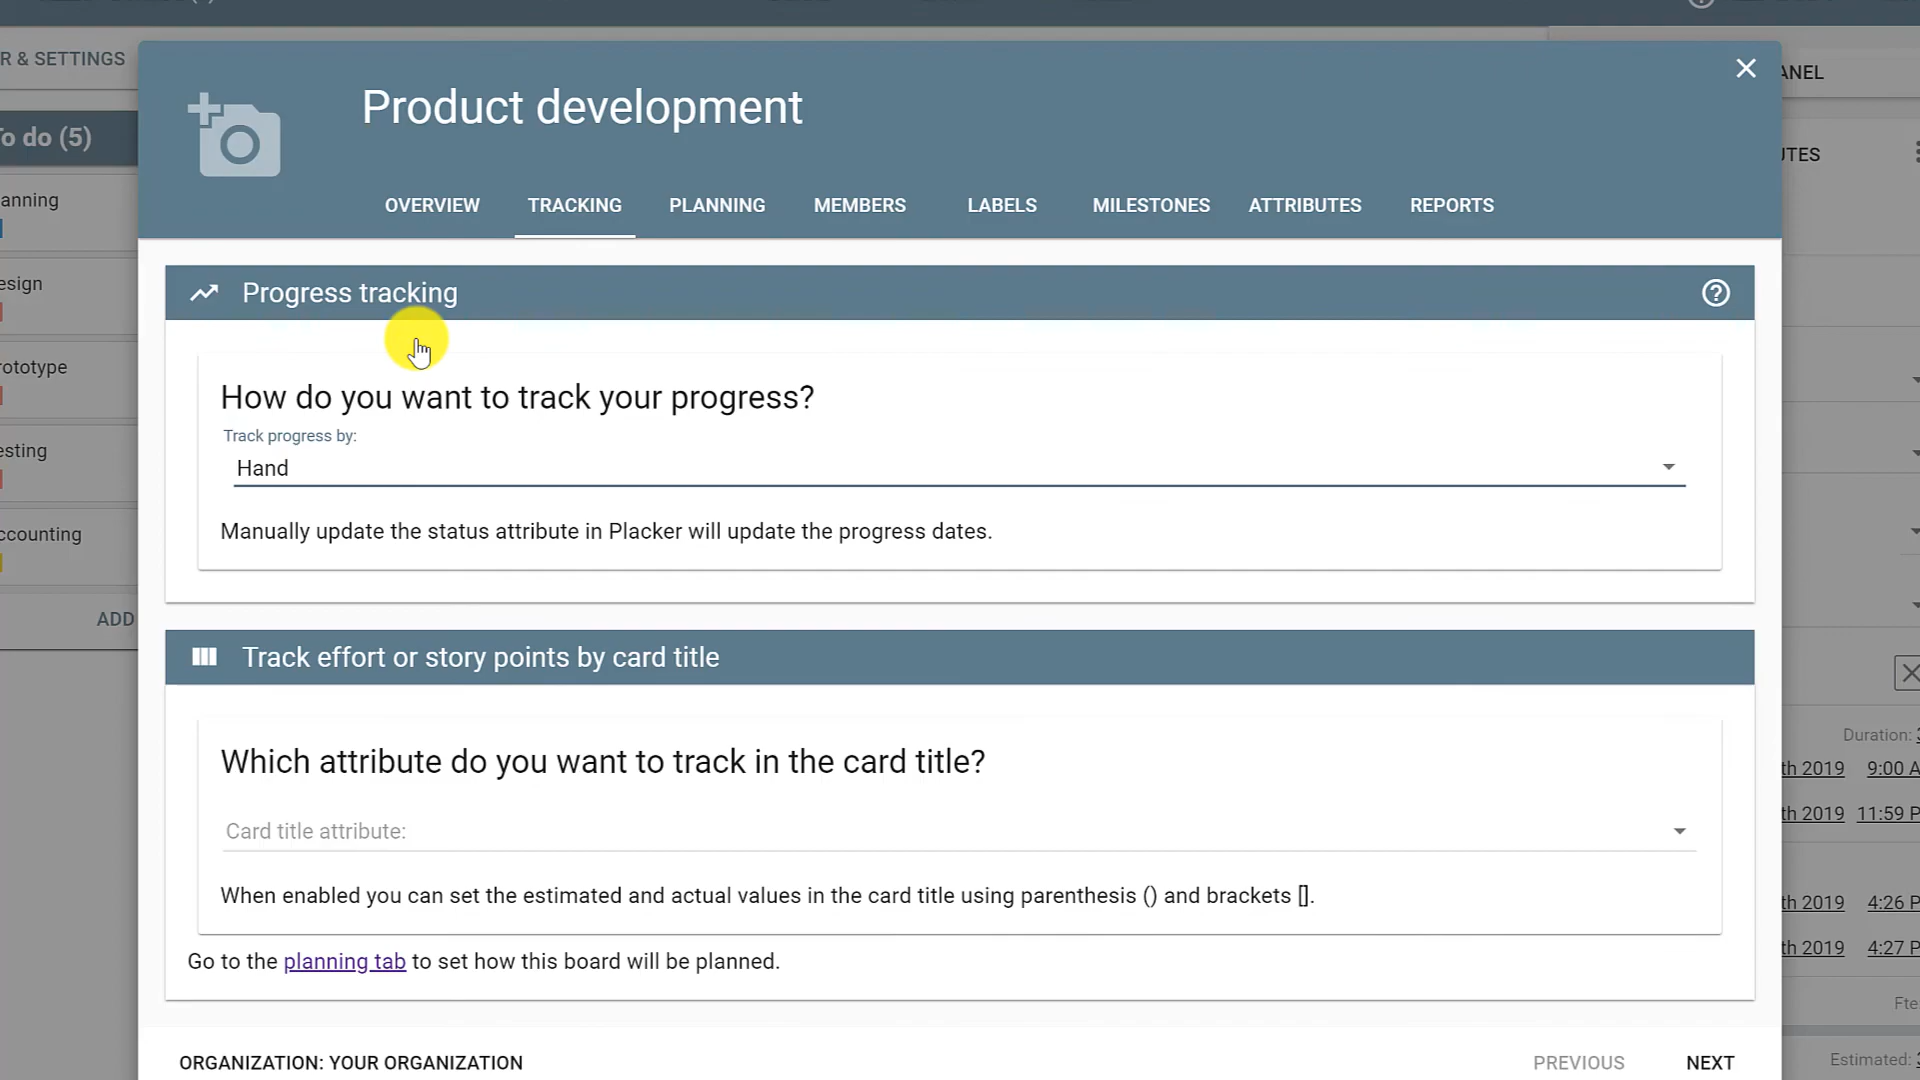 R & SETTINGS
ANEL
Product development
To do (5)
UTES
OVERVIEW TRACKING PLANNING MEMBERS LABELS MILESTONES ATTRIBUTES REPORTS
anning
Progress tracking
esign
rototype
How do you want to track your progress?
Track progress by:
esting
Hand
Manually update the status attribute in Placker will update the progress dates.
ccounting
ADD
Track effort or story points by card title
Duration:
Which attribute do you want to track in the card title?
th 2019 9:00 A
th 2019 11:59 P
Card title attribute:
When enabled you can set the estimated and actual values in the card title using parenthesis () and brackets [].
th 2019 4:26 P
th 2019 4:27 P
Go to the planning tab to set how this board will be planned.
Fte
ORGANIZATION: YOUR ORGANIZATION PREVIOUS NEXT
Estimated: